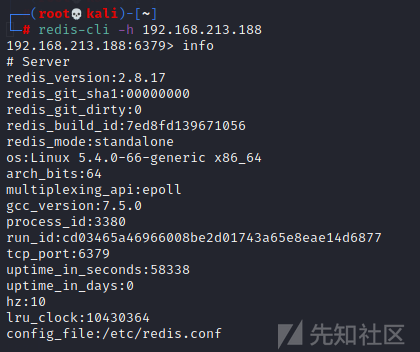 ┌──(root💀kali)-[~]
└─# redis-cli -h 192.168.213.188
192.168.213.188:6379> info
# Server
redis_version:2.8.17
redis_git_sha1:00000000
redis_git_dirty:0
redis_build_id:7ed8fd139671056
redis_mode:standalone
os:Linux 5.4.0-66-generic x86_64
arch_bits:64
multiplexing_api:epoll
gcc_version:7.5.0
process_id:3380
run_id:cd03465a46966008be2d01743a65e8eae14d6877
tcp_port:6379
uptime_in_seconds:58338
uptime_in_days:0
hz:10
lru_clock:10430364
config_file:/etc/redis.conf
先知社区